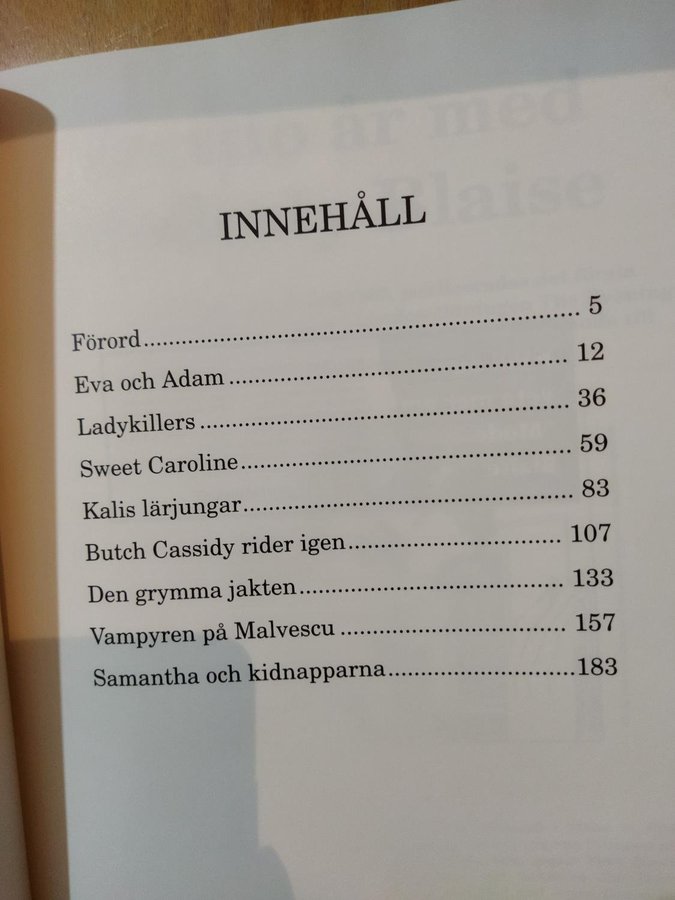 INNEHÅLL
Förord 5
Eva och Adam 12
Ladykillers 36
Sweet Caroline 59
Kalis lärjungar 83
Butch Cassidy rider igen 107
Den grymma jakten 133
Vampyren på Malvescu 157
Samantha och kidnapparna 183